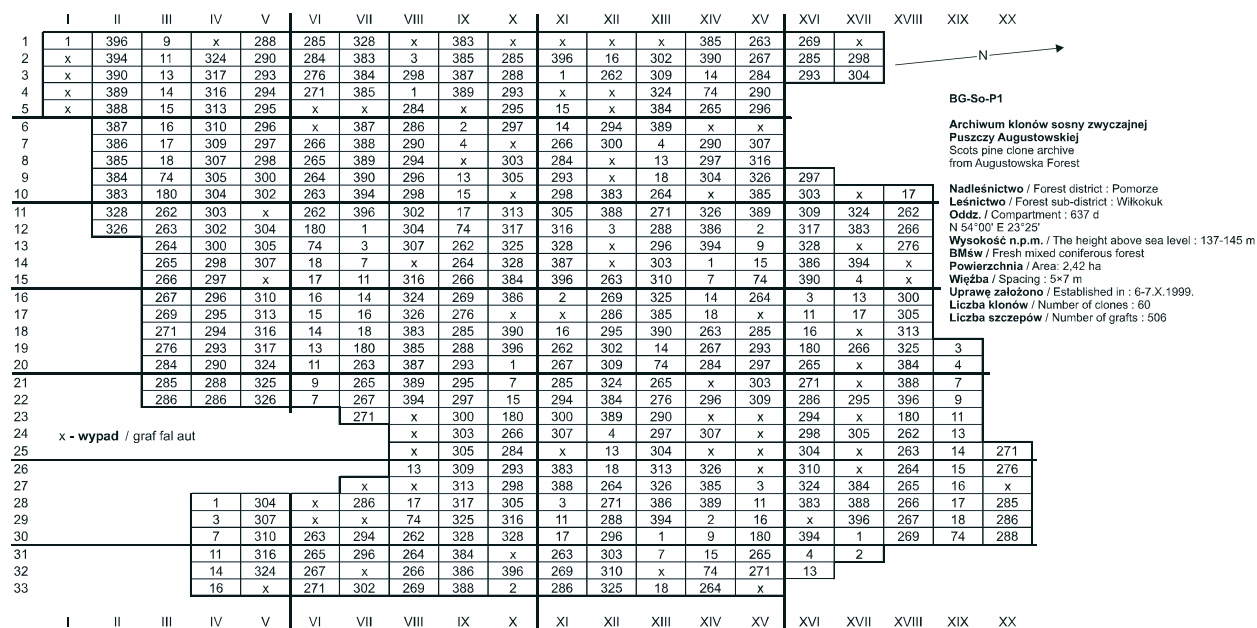 I II III IV V VI VII VIII IX X XI XII XIII XIV XV XVI XVII XVIII XIX XX
1 1 396 9 x 288 285 328 x 383 x x x x 385 263 269 x
2 x 394 11 324 290 284 383 3 385 285 396 16 302 390 267 285 298
3 x 390 13 317 293 276 384 298 387 288 1 262 309 14 284 293 304
4 x 389 14 316 294 271 385 1 389 293 x x 324 74 290
5 x 388 15 313 295 x x 284 x 295 15 x 384 265 296
6 387 16 310 296 x 387 286 2 297 14 294 389 x x
7 386 17 309 297 266 388 290 4 x 266 300 4 290 307
8 385 18 307 298 265 389 294 x 303 284 x 13 297 316
9 384 74 305 300 264 390 296 13 305 293 x 18 304 326 297
10 383 180 304 302 263 394 298 15 x 298 383 264 x 385 303 x 17
11 328 262 303 x 262 396 302 17 313 305 388 271 326 389 309 324 262
12 326 263 302 304 180 1 304 74 317 316 3 288 386 2 317 383 266
13 264 300 305 74 3 307 262 325 328 x 296 394 9 328 x 276
14 265 298 307 18 7 x 264 328 387 x 303 1 15 386 394 x
15 266 297 x 17 11 316 266 384 396 263 310 7 74 390 4 x
16 267 296 310 16 14 324 269 386 2 269 325 14 264 3 13 300
17 269 295 313 15 16 326 276 x x 286 385 18 x 11 17 305
18 271 294 316 14 18 383 285 390 16 295 390 263 285 16 x 313
19 276 293 317 13 180 385 288 396 262 302 14 267 293 180 266 325 3
20 284 290 324 11 263 387 293 1 267 309 74 284 297 265 x 384 4
21 285 288 325 9 265 389 295 7 285 324 265 x 303 271 x 388 7
22 286 286 326 7 267 394 297 15 294 384 276 296 309 286 295 396 9
23 271 x 300 180 300 389 290 x x 294 x 180 11
24 x 303 266 307 4 297 307 x 298 305 262 13
25 x 305 284 x 13 304 x x 304 x 263 14 271
26 13 309 293 383 18 313 326 x 310 x 264 15 276
27 x x 313 298 388 264 326 385 3 324 384 265 16 x
28 1 304 x 286 17 317 305 3 271 386 389 11 383 388 266 17 285
29 3 307 x x 74 325 316 11 288 394 2 16 x 396 267 18 286
30 7 310 263 294 262 328 328 17 296 1 9 180 394 1 269 74 288
31 11 316 265 296 264 384 x 263 303 7 15 265 4 2
32 14 324 267 x 266 386 396 269 310 x 74 271 13
33 16 x 271 302 269 388 2 286 325 18 264 x
I II III IV V VI VII VIII IX X XI XII XIII XIV XV XVI XVII XVIII XIX XX
x - wypad / graf fal aut
N
BG-So-P1
Archiwum klonów sosny zwyczajnej
Puszczy Augustowskiej
Scots pine clone archive
from Augustowska Forest
Nadleśnictwo / Forest district : Pomorze
Leśnictwo / Forest sub-district : Wiłkokuk
Oddz. / Compartment : 637 d
N 54°00' E 23°25'
Wysokość n.p.m. / The height above sea level : 137-145 m
BMśw / Fresh mixed coniferous forest
Powierzchnia / Area: 2,42 ha
Więźba / Spacing : 5×7 m
Uprawę założono / Established in : 6-7.X.1999.
Liczba klonów / Number of clones : 60
Liczba szczepów / Number of grafts : 506